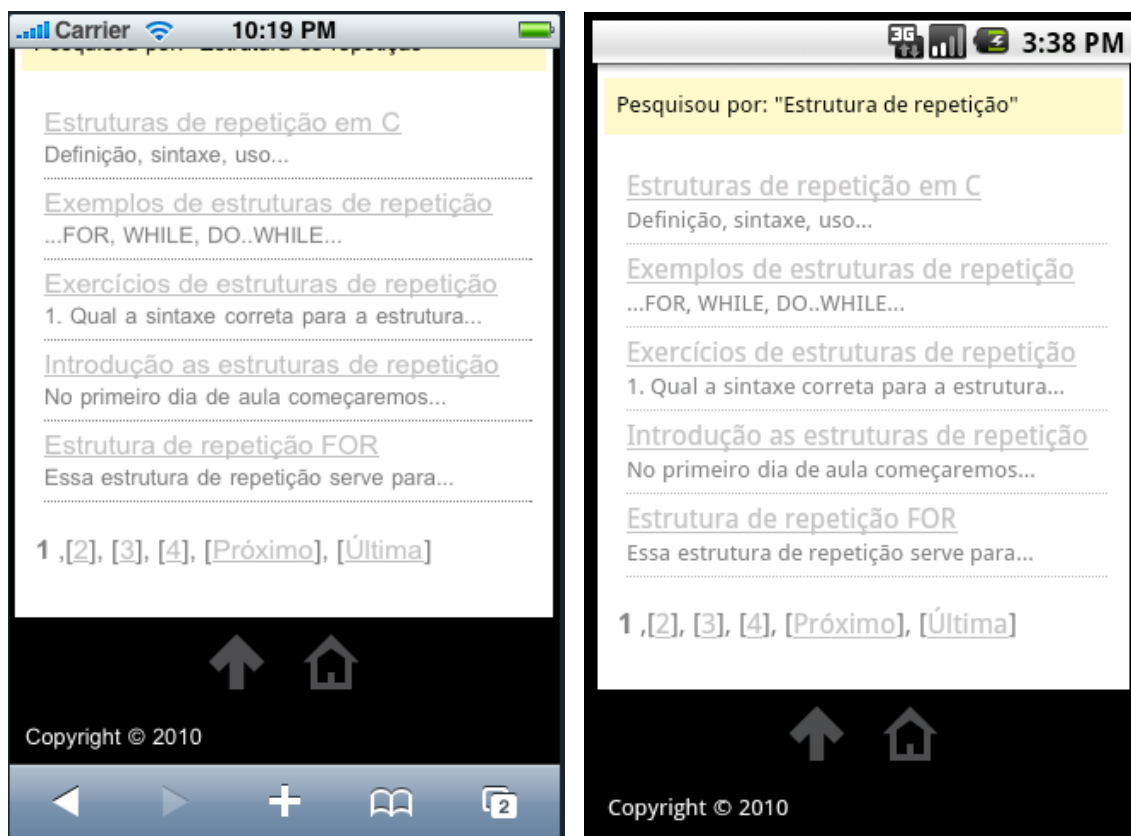 Carrier 10:19 PM
Estruturas de repetição em C
Definição, sintaxe, uso...
Exemplos de estruturas de repetição
...FOR, WHILE, DO..WHILE...
Exercícios de estruturas de repetição
1. Qual a sintaxe correta para a estrutura...
Introdução as estruturas de repetição
No primeiro dia de aula começaremos...
Estrutura de repetição FOR
Essa estrutura de repetição serve para...
1 ,[2], [3], [4], [Próximo], [Última]
Copyright © 2010
2
3G 3:38 PM
Pesquisou por: "Estrutura de repetição"
Estruturas de repetição em C
Definição, sintaxe, uso...
Exemplos de estruturas de repetição
...FOR, WHILE, DO..WHILE...
Exercícios de estruturas de repetição
1. Qual a sintaxe correta para a estrutura...
Introdução as estruturas de repetição
No primeiro dia de aula começaremos...
Estrutura de repetição FOR
Essa estrutura de repetição serve para...
1 ,[2], [3], [4], [Próximo], [Última]
Copyright © 2010